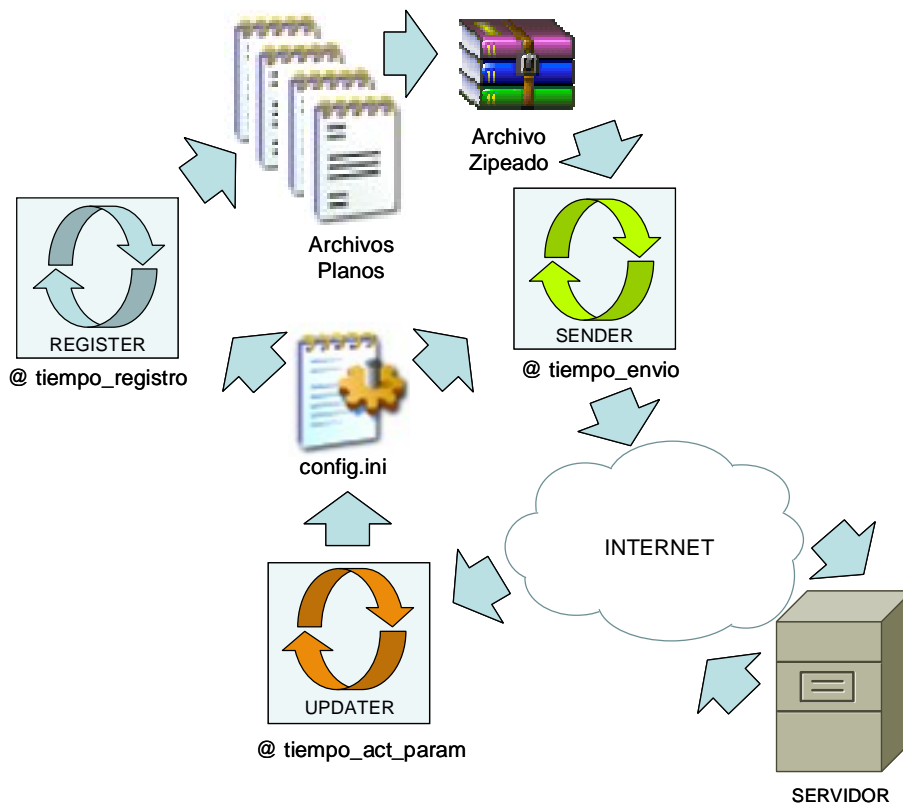 Archivo
Zipeado
Archivos
Planos
REGISTER
@ tiempo_registro
SENDER
@ tiempo_envio
config.ini
INTERNET
UPDATER
@ tiempo_act_param
SERVIDOR